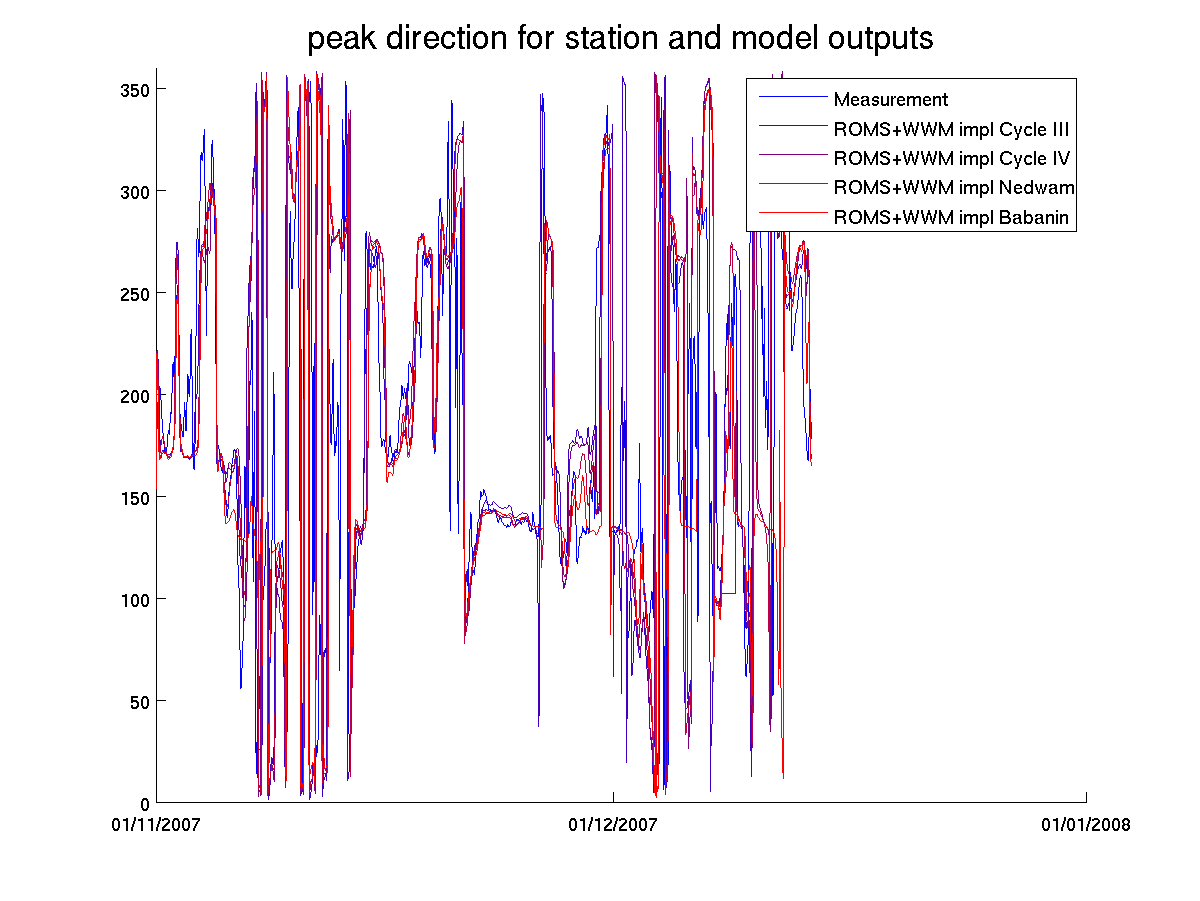 peak direction for station and model outputs
350
300
250
200
150
100
50
0
Measurement
ROMS+WWM impl Cycle III
ROMS+WWM impl Cycle IV
ROMS+WWM impl Nedwam
ROMS+WWM impl Babanin
01/11/2007
01/12/2007
01/01/2008